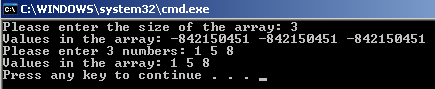 C:\WINDOWS\system32\cmd.exe
Please enter the size of the array: 3
Values in the array: -842150451 -842150451 -842150451
Please enter 3 numbers: 1 5 8
Values in the array: 1 5 8
Press any key to continue . . . _